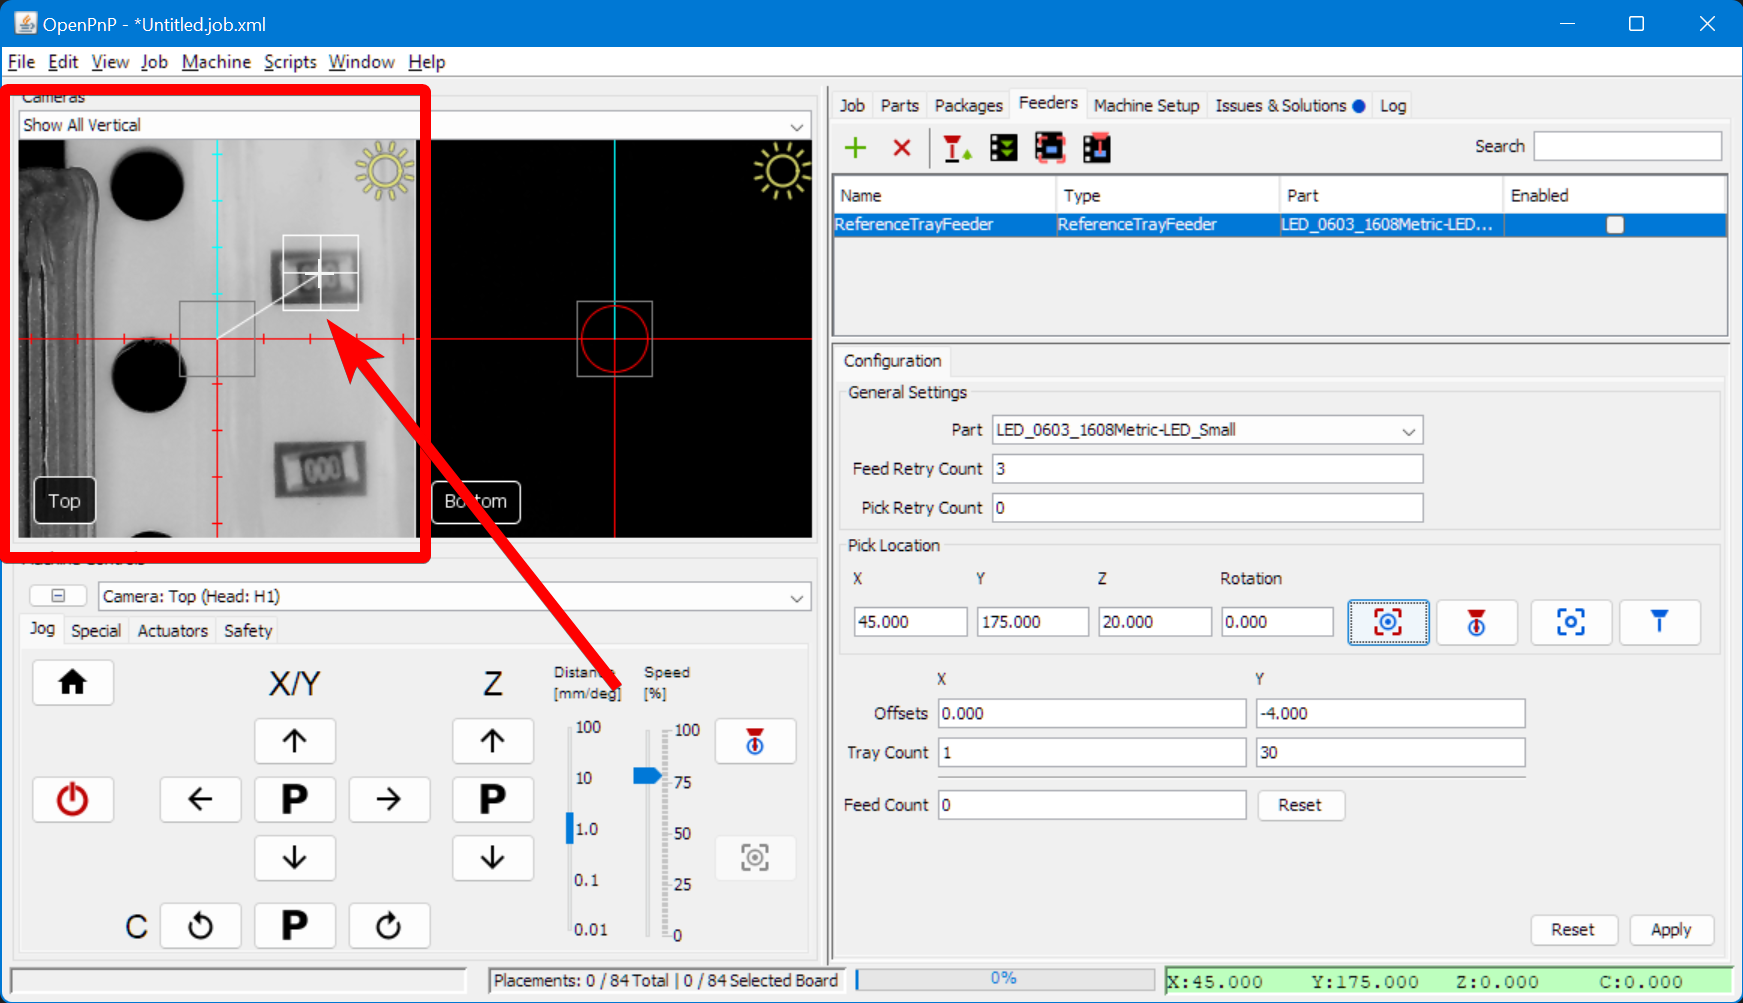 OpenPnP - *Untitled.job.xml
File Edit View Job Machine Scripts Window Help
Cameras
Show All Vertical
Top
000
Bottom
Machine Controls
Camera: Top (Head: H1)
Jog Special Actuators Safety
X/Y
Z
Distance
[mm/deg]
Speed
[%]
100
10
1.0
0.1
0.01
100
75
50
25
0
P
P
C
P
Job Parts Packages Feeders Machine Setup Issues & Solutions Log
Search
Name Type Part Enabled
ReferenceTrayFeeder ReferenceTrayFeeder LED_0603_1608Metric-LED...
Configuration
General Settings
Part LED_0603_1608Metric-LED_Small
Feed Retry Count 3
Pick Retry Count 0
Pick Location
X Y Z Rotation
45.000 175.000 20.000 0.000
X Y
Offsets 0.000 -4.000
Tray Count 1 30
Feed Count 0 Reset
Reset Apply
Placements: 0 / 84 Total | 0 / 84 Selected Board
0%
X:45.000 Y:175.000 Z:0.000 C:0.000